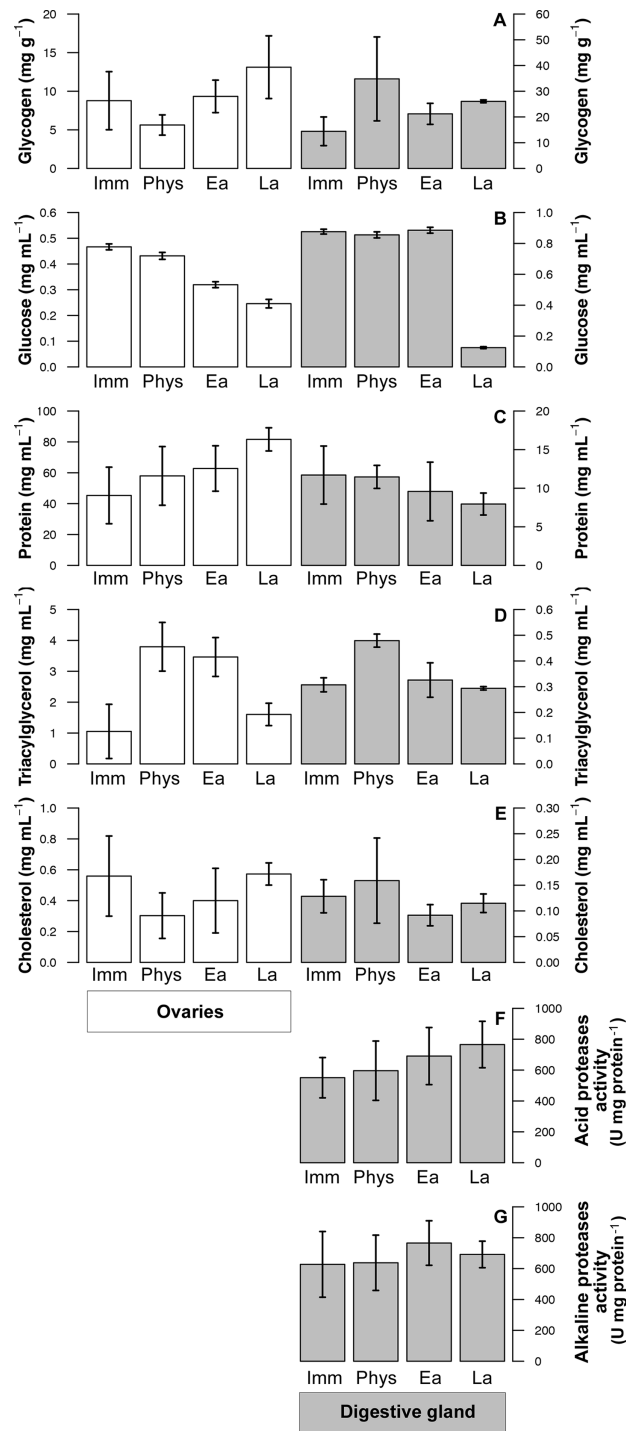 A
Glycogen (mg g⁻¹)
20
15
10
5
0
60
50
40
30
20
10
0
Glycogen (mg g⁻¹)
Imm Phys Ea La Imm Phys Ea La
B
Glucose (mg mL⁻¹)
0.6
0.5
0.4
0.3
0.2
0.1
0.0
1.0
0.8
0.6
0.4
0.2
0.0
Glucose (mg mL⁻¹)
Imm Phys Ea La Imm Phys Ea La
C
Protein (mg mL⁻¹)
100
80
60
40
20
0
20
15
10
5
0
Protein (mg mL⁻¹)
Imm Phys Ea La Imm Phys Ea La
D
Triacylglycerol (mg mL⁻¹)
5
4
3
2
1
0
0.6
0.5
0.4
0.3
0.2
0.1
0.0
Triacylglycerol (mg mL⁻¹)
Imm Phys Ea La Imm Phys Ea La
E
Cholesterol (mg mL⁻¹)
1.0
0.8
0.6
0.4
0.2
0.0
0.30
0.25
0.20
0.15
0.10
0.05
0.00
Cholesterol (mg mL⁻¹)
Imm Phys Ea La Imm Phys Ea La
Ovaries
F
1000
800
600
400
200
0
Acid proteases
activity
(U mg protein⁻¹)
Imm Phys Ea La
G
1000
800
600
400
200
0
Alkaline proteases
activity
(U mg protein⁻¹)
Imm Phys Ea La
Digestive gland